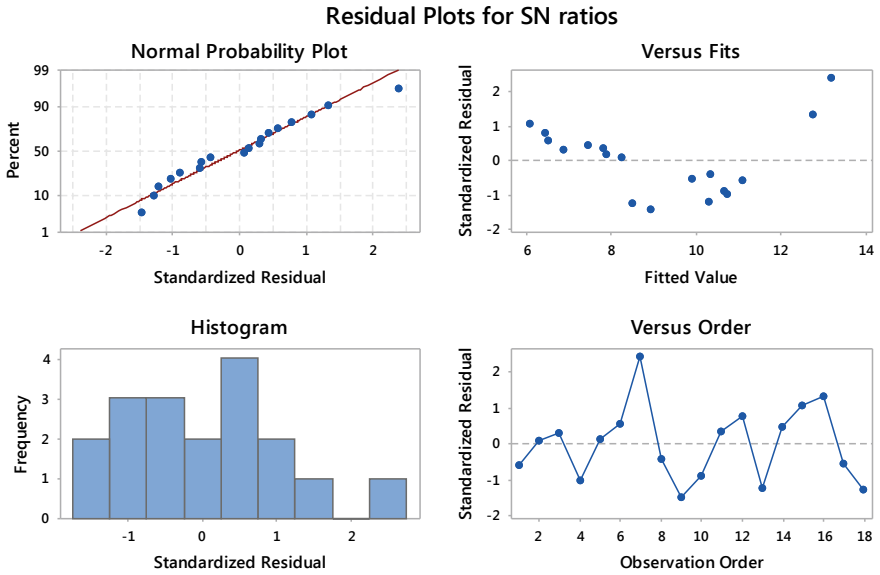 Residual Plots for SN ratios
Normal Probability Plot
Percent
99
90
50
10
1
-2 -1 0 1 2
Standardized Residual
Versus Fits
Standardized Residual
2
1
0
-1
-2
6 8 10 12 14
Fitted Value
Histogram
Frequency
4
3
2
1
0
-1 0 1 2
Standardized Residual
Versus Order
Standardized Residual
2
1
0
-1
-2
2 4 6 8 10 12 14 16 18
Observation Order